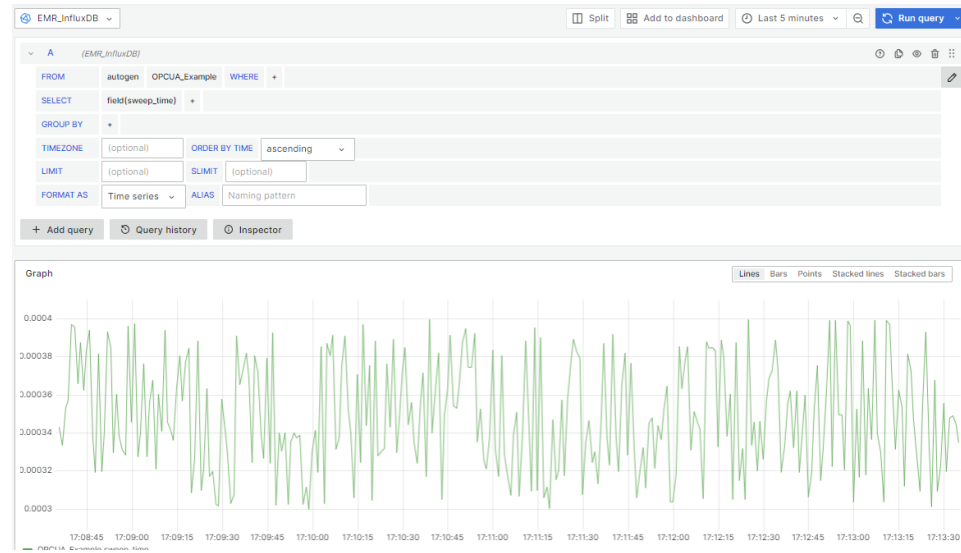 EMR_InfluxDB Split Add to dashboard Last 5 minutes Run query
A (EMR_InfluxDB)
FROM autogen OPCUA_Example WHERE +
SELECT field(sweep_time) +
GROUP BY +
TIMEZONE (optional) ORDER BY TIME ascending
LIMIT (optional) SLIMIT (optional)
FORMAT AS Time series ALIAS Naming pattern
+ Add query Query history Inspector
Graph Lines Bars Points Stacked lines Stacked bars
0.0004
0.00038
0.00036
0.00034
0.00032
0.0003
17:08:45 17:09:00 17:09:15 17:09:30 17:09:45 17:10:00 17:10:15 17:10:30 17:10:45 17:11:00 17:11:15 17:11:30 17:11:45 17:12:00 17:12:15 17:12:30 17:12:45 17:13:00 17:13:15 17:13:30
OPCUA_Example.sweep_time